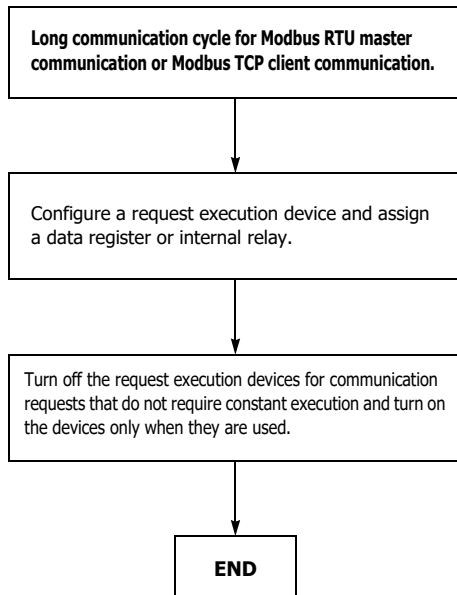 Long communication cycle for Modbus RTU master
communication or Modbus TCP client communication.
Configure a request execution device and assign
a data register or internal relay.
Turn off the request execution devices for communication
requests that do not require constant execution and turn on
the devices only when they are used.
END